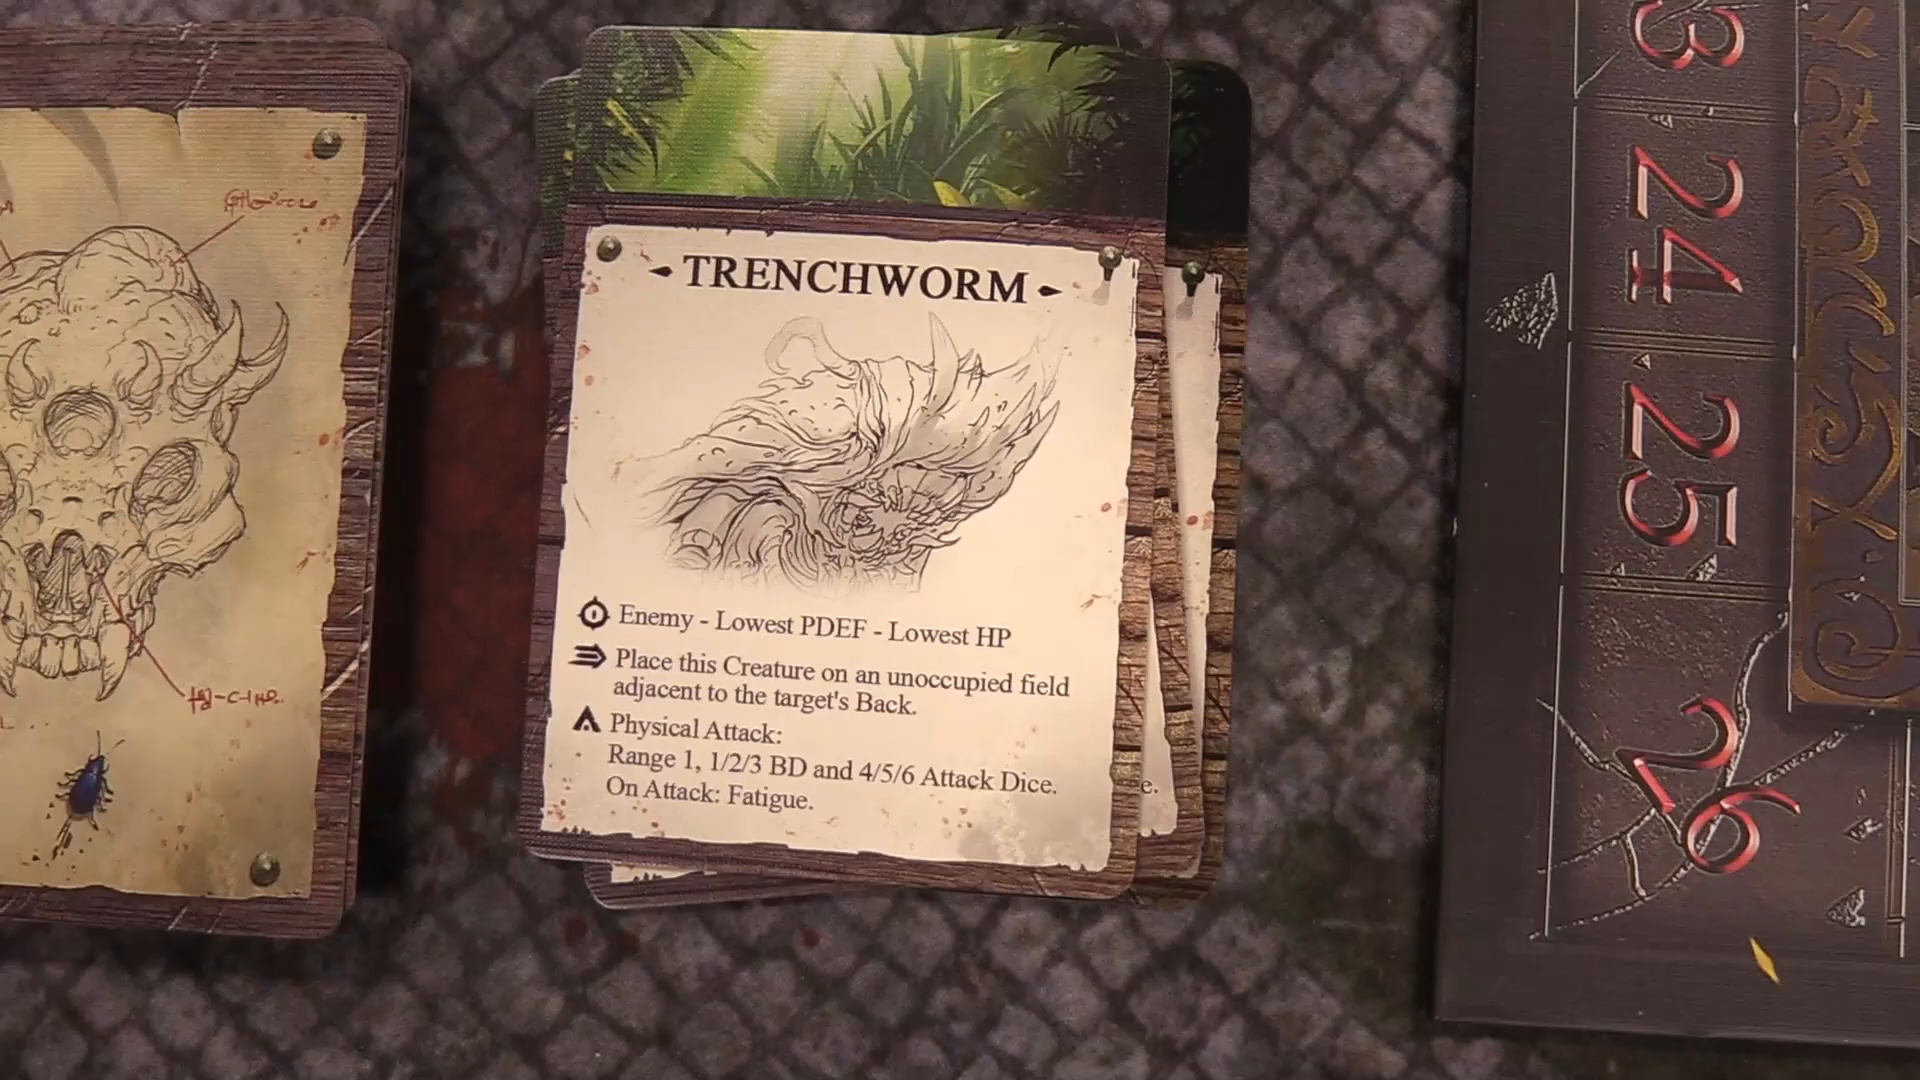 TRENCHWORM
Enemy - Lowest PDEF - Lowest HP
Place this Creature on an unoccupied field
adjacent to the target's Back.
Physical Attack:
Range 1, 1/2/3 BD and 4/5/6 Attack Dice.
On Attack: Fatigue.
e.
24
25
26